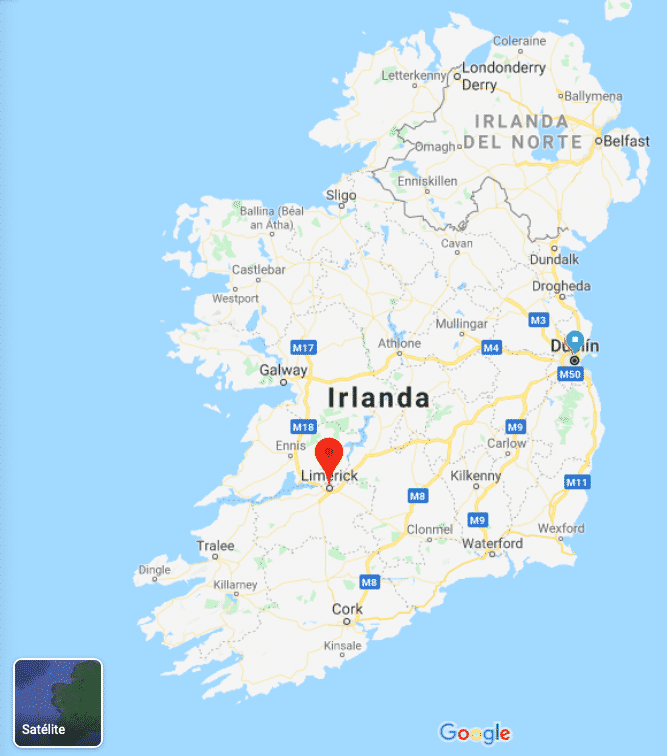 Coleraine
Londonderry
Derry
Letterkenny
Ballymena
IRLANDA
DEL NORTE
Omagh
Belfast
Enniskillen
Sligo
Ballina (Béal
an Átha)
Cavan
Dundalk
Castlebar
Westport
Drogheda
M3
Mullingar
M17
Athlone
M4
Galway
M50
Irlanda
M18
M9
Ennis
Carlow
Limerick
Kilkenny
M11
M8
M9
Clonmel
Wexford
Waterford
Tralee
Dingle
M8
Killarney
Cork
Kinsale
Satélite
Google